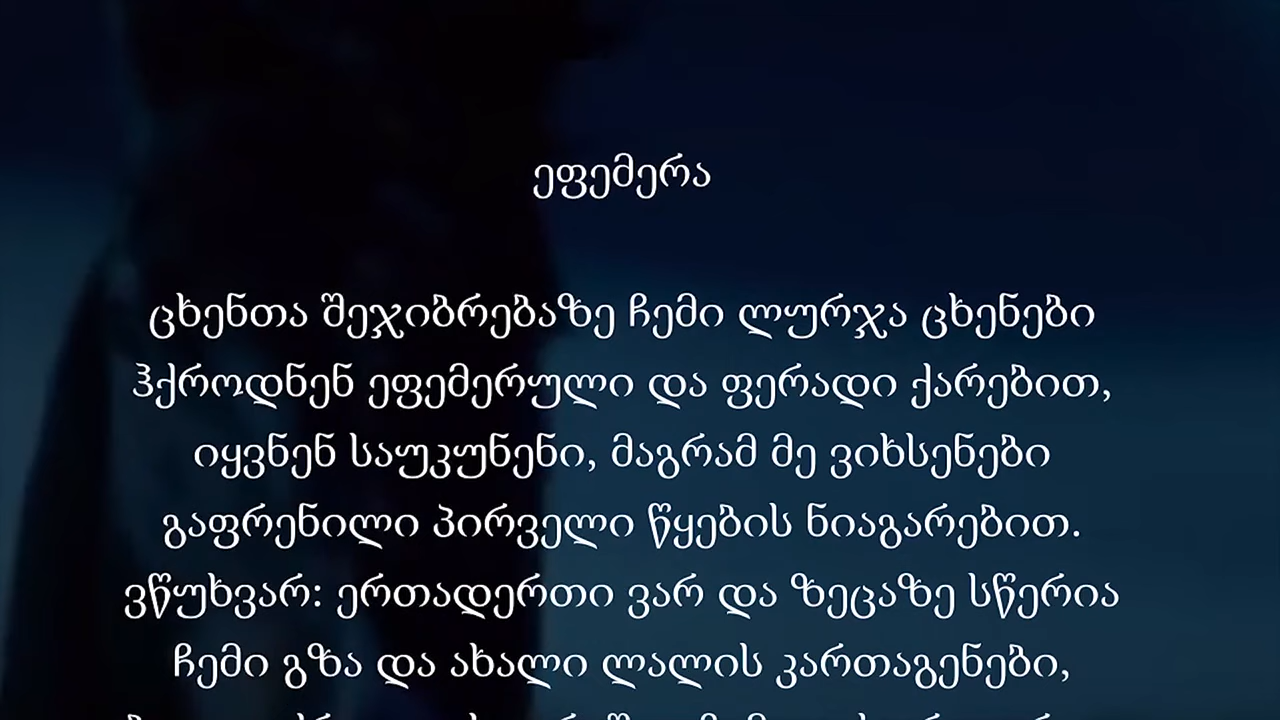 ეფემერა
ცხენთა შეჯიბრებაზე ჩემი ლურჯა ცხენები
ჰქროდნენ ეფემერული და ფერადი ქარებით,
იყვნენ საუკუნენი, მაგრამ მე ვიხსენები
გაფრენილი პირველი წყების ნიაგარებით.
ვწუხვარ: ერთადერთი ვარ და ზეცაზე სწერია
ჩემი გზა და ახალი ლალის კართაგენები,